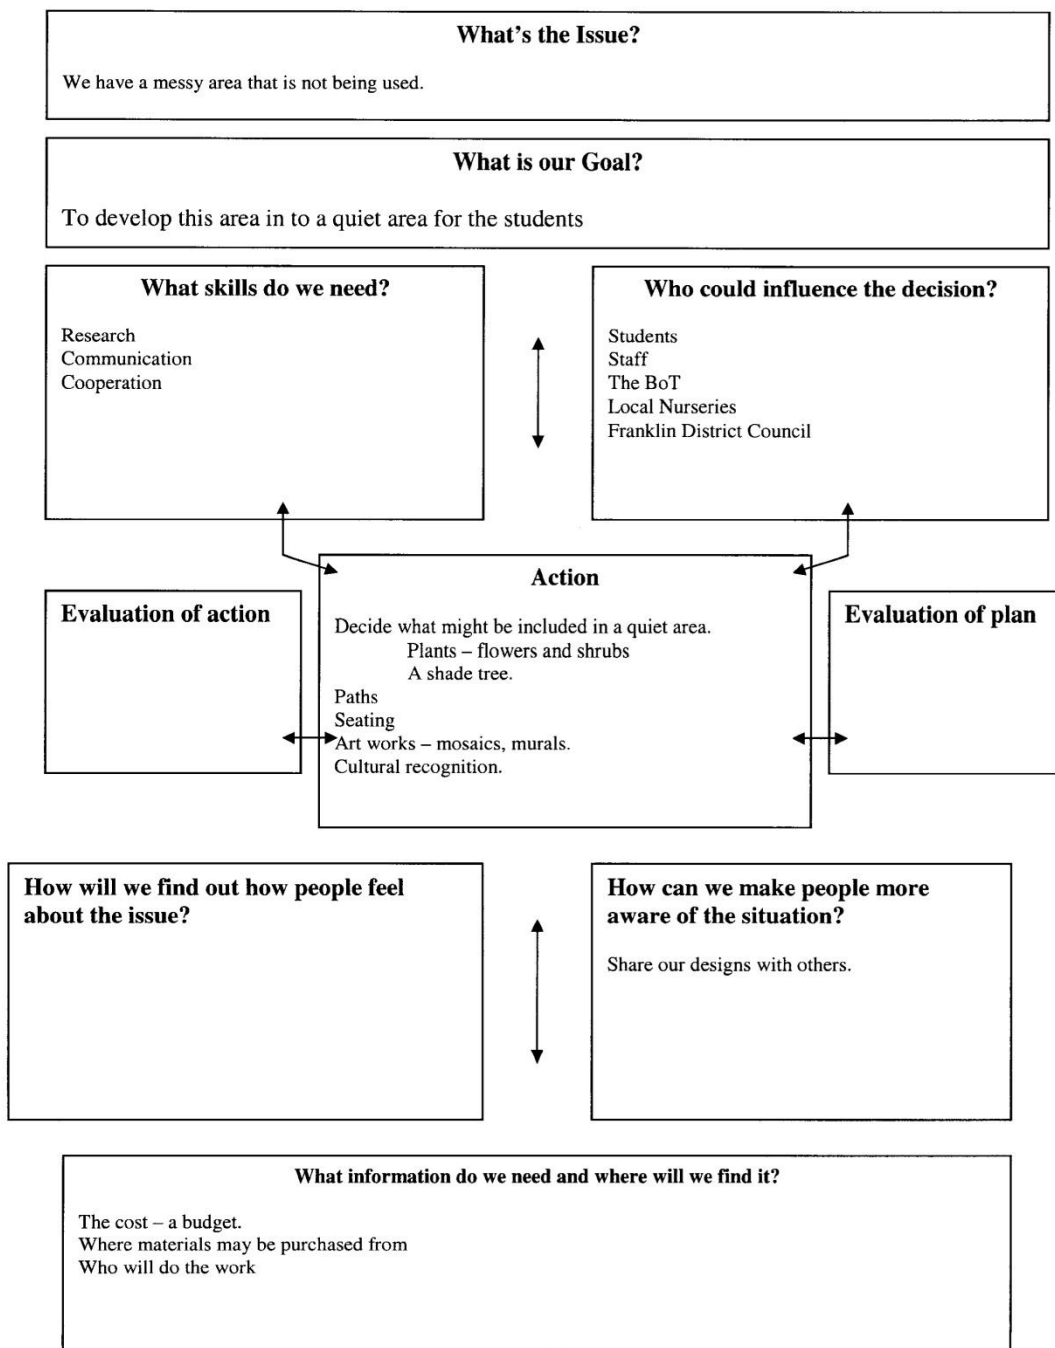 What's the Issue?
We have a messy area that is not being used.
What is our Goal?
To develop this area in to a quiet area for the students
What skills do we need?
Research
Communication
Cooperation
Who could influence the decision?
Students
Staff
The BoT
Local Nurseries
Franklin District Council
Evaluation of action
Action
Decide what might be included in a quiet area.
Plants – flowers and shrubs
A shade tree.
Paths
Seating
Art works – mosaics, murals.
Cultural recognition.
Evaluation of plan
How will we find out how people feel
about the issue?
How can we make people more
aware of the situation?
Share our designs with others.
What information do we need and where will we find it?
The cost – a budget.
Where materials may be purchased from
Who will do the work